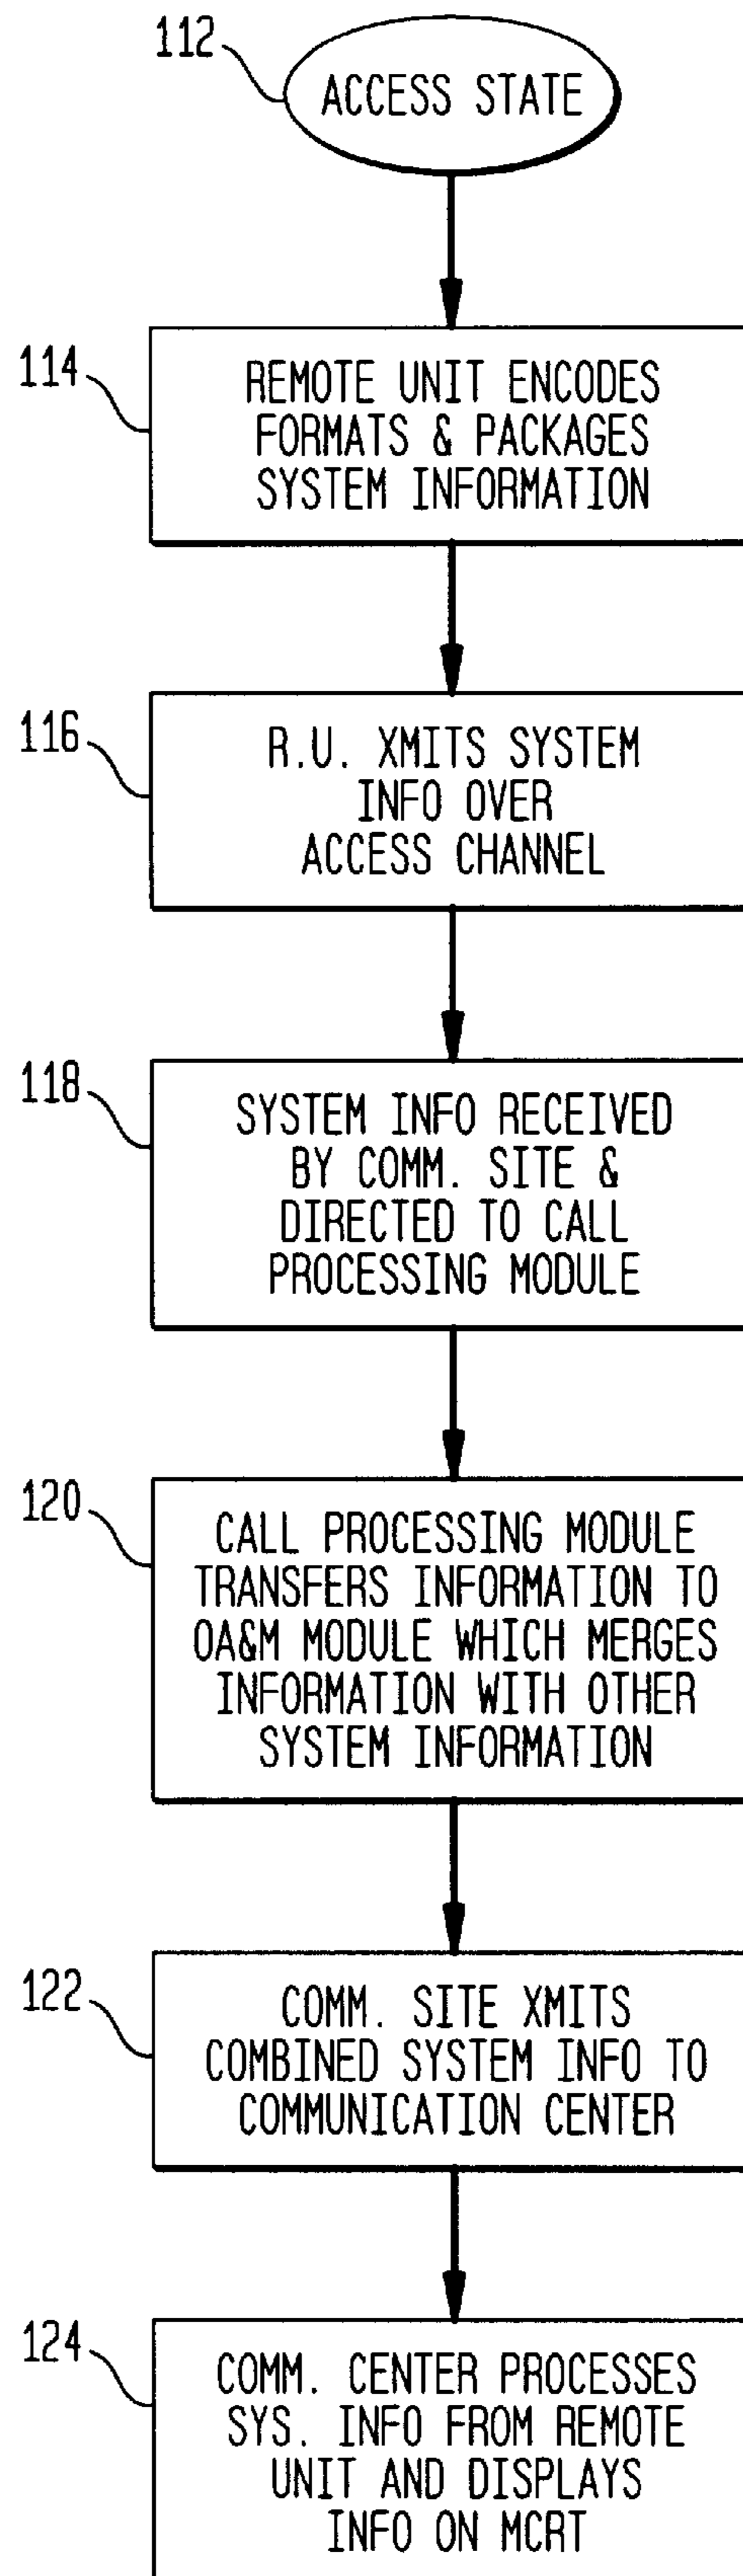 112
ACCESS STATE
114
REMOTE UNIT ENCODES
FORMATS & PACKAGES
SYSTEM INFORMATION
116
R.U. XMITS SYSTEM
INFO OVER
ACCESS CHANNEL
118
SYSTEM INFO RECEIVED
BY COMM. SITE &
DIRECTED TO CALL
PROCESSING MODULE
120
CALL PROCESSING MODULE
TRANSFERS INFORMATION TO
OA&M MODULE WHICH MERGES
INFORMATION WITH OTHER
SYSTEM INFORMATION
122
COMM. SITE XMITS
COMBINED SYSTEM INFO TO
COMMUNICATION CENTER
124
COMM. CENTER PROCESSES
SYS. INFO FROM REMOTE
UNIT AND DISPLAYS
INFO ON MCRT